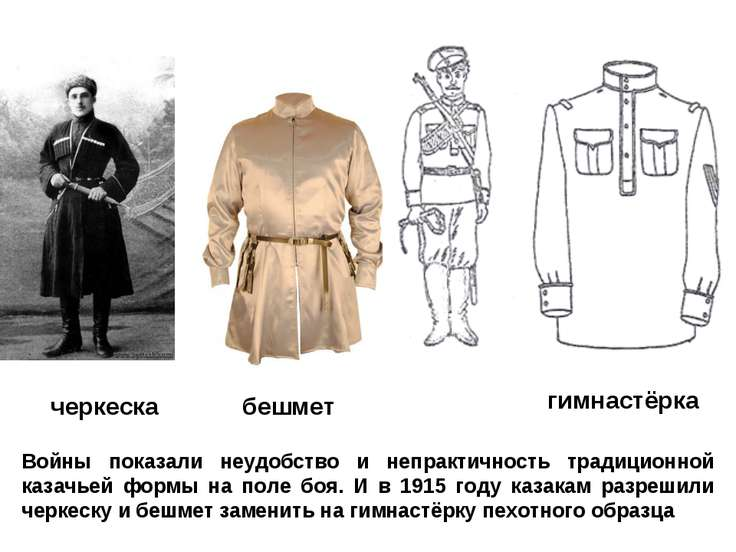 черкеска
бешмет
гимнастёрка
Войны показали неудобство и непрактичность традиционной
казачьей формы на поле боя. И в 1915 году казакам разрешили
черкеску и бешмет заменить на гимнастёрку пехотного образца